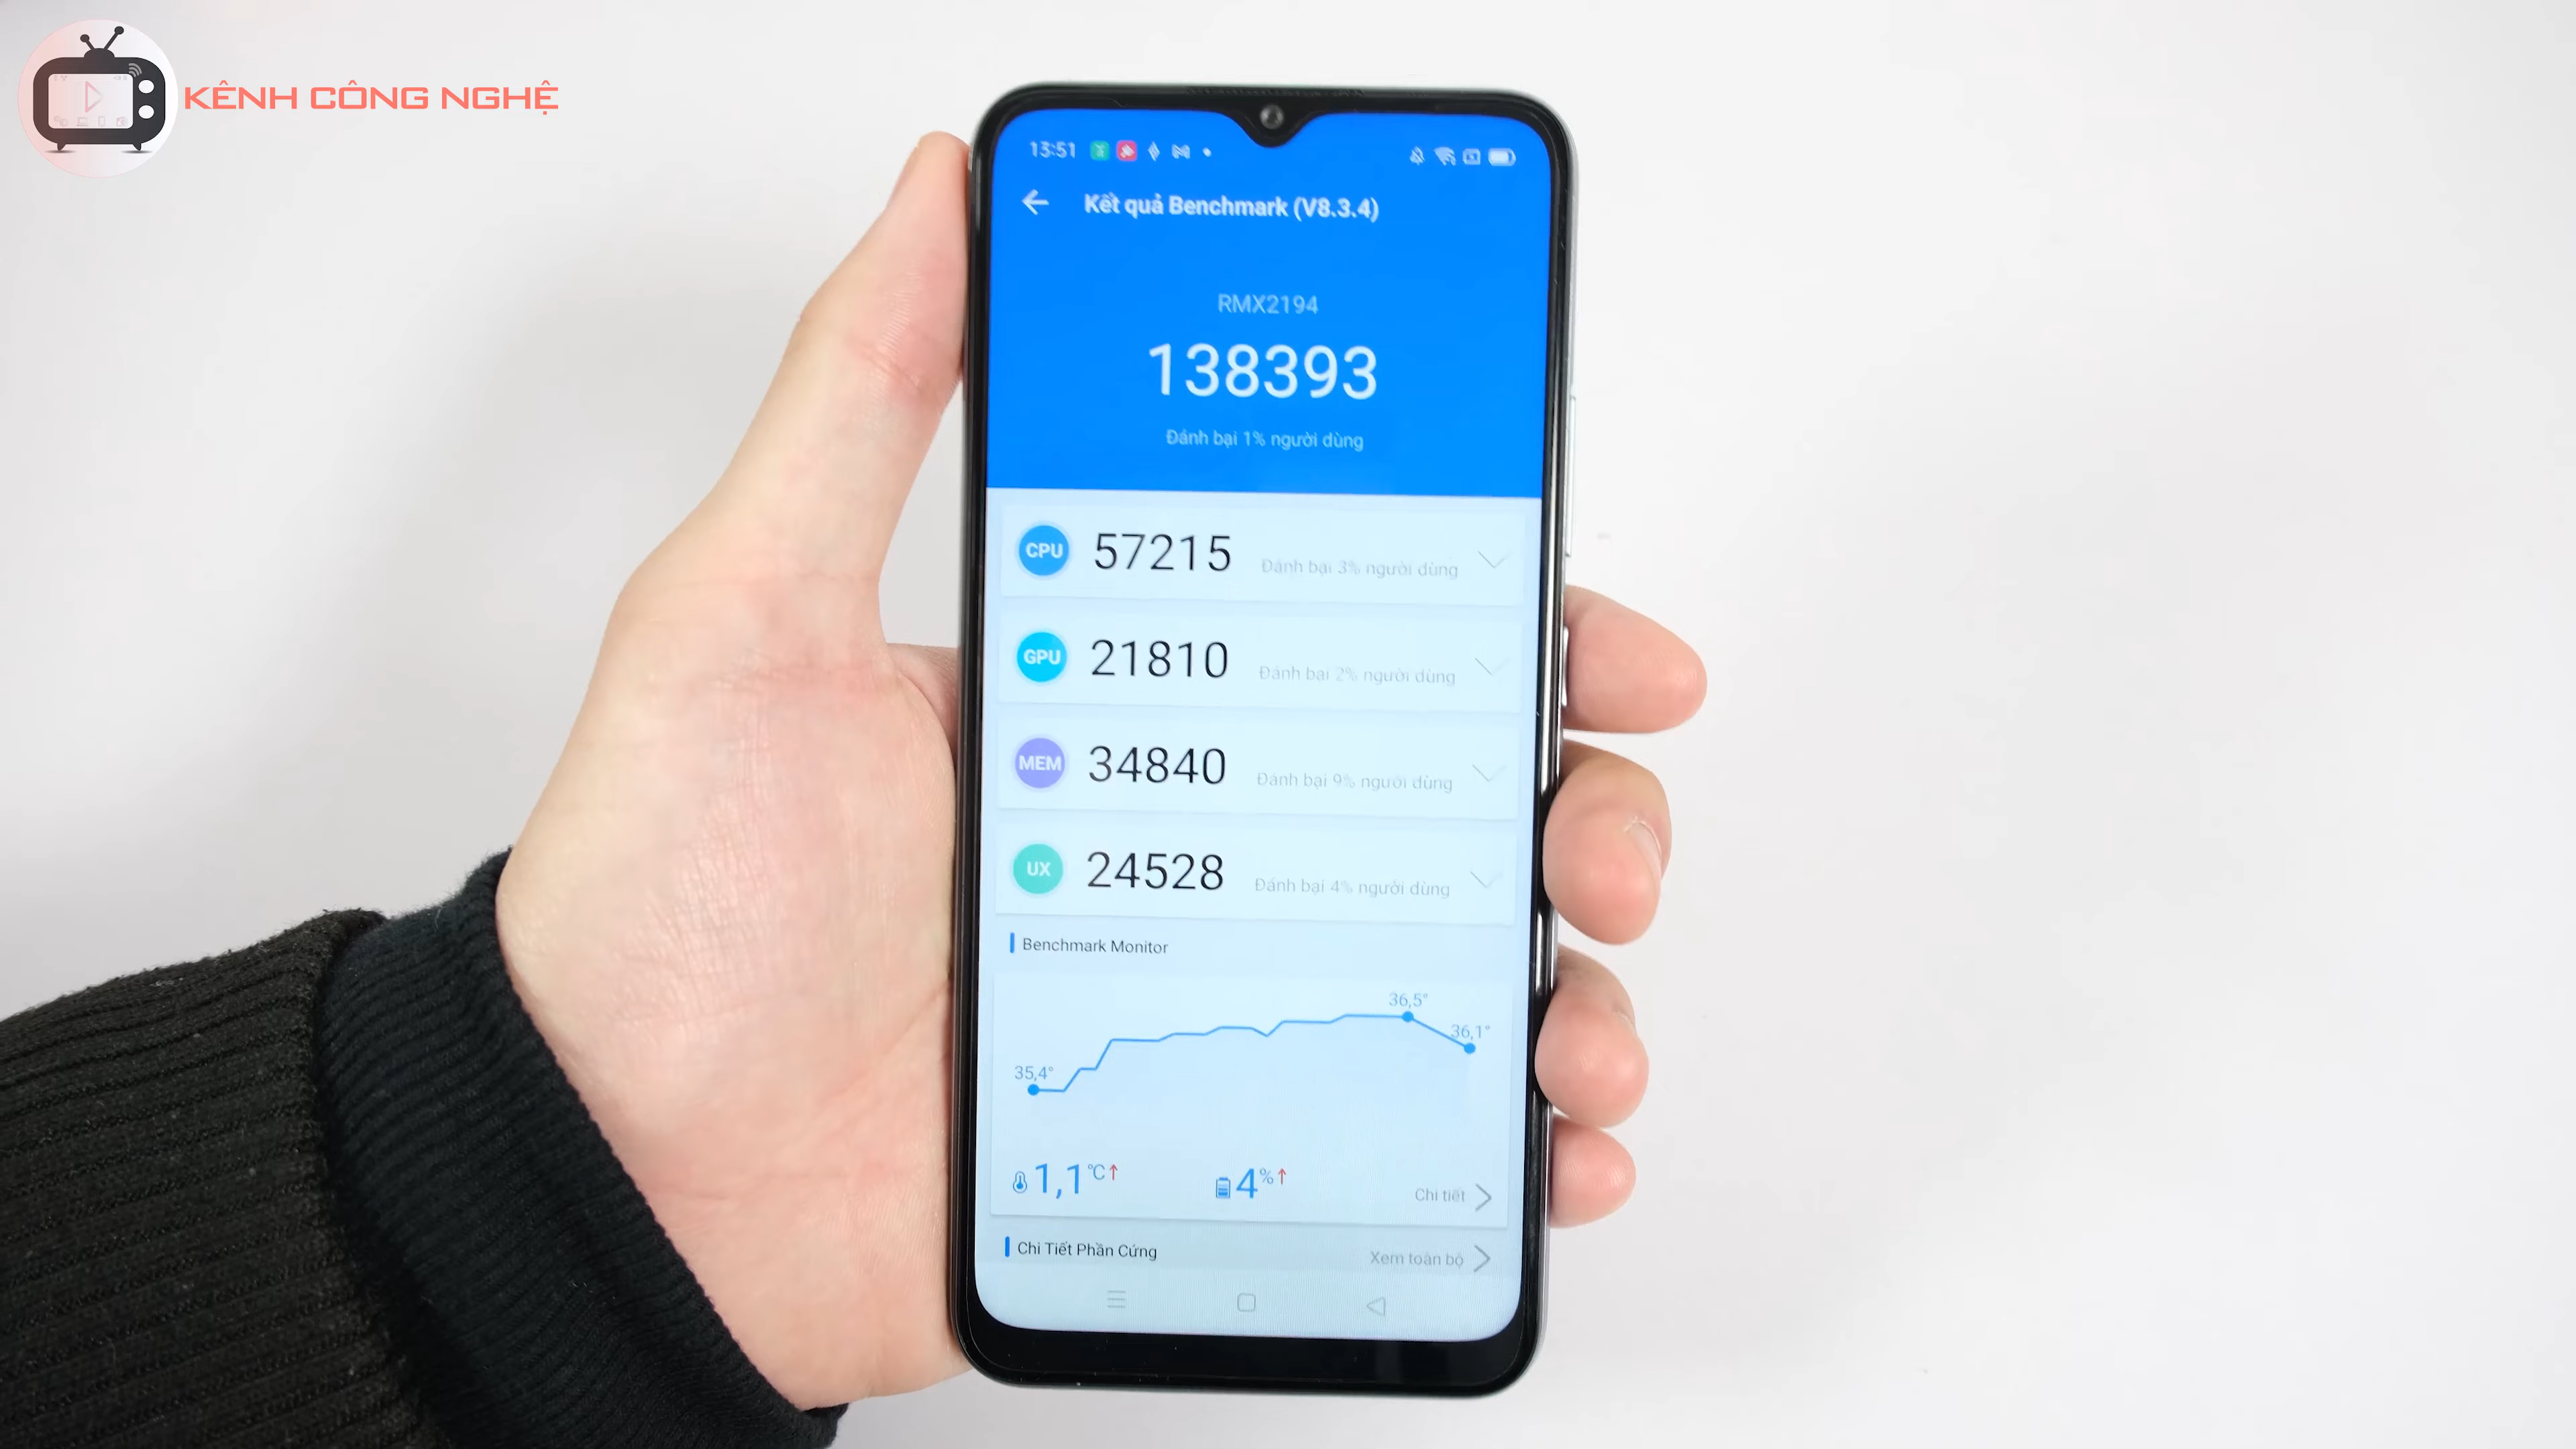 KÊNH CÔNG NGHỆ
13:51
Kết quả Benchmark (V8.3.4)
RMX2194
138393
Đánh bại 1% người dùng
CPU 57215 Đánh bại 3% người dùng
GPU 21810 Đánh bại 2% người dùng
MEM 34840 Đánh bại 9% người dùng
UX 24528 Đánh bại 4% người dùng
Benchmark Monitor
36,5°
36,1°
35,4°
1,1°C↑ 4%↑ Chi tiết
Chi Tiết Phần Cứng Xem toàn bộ